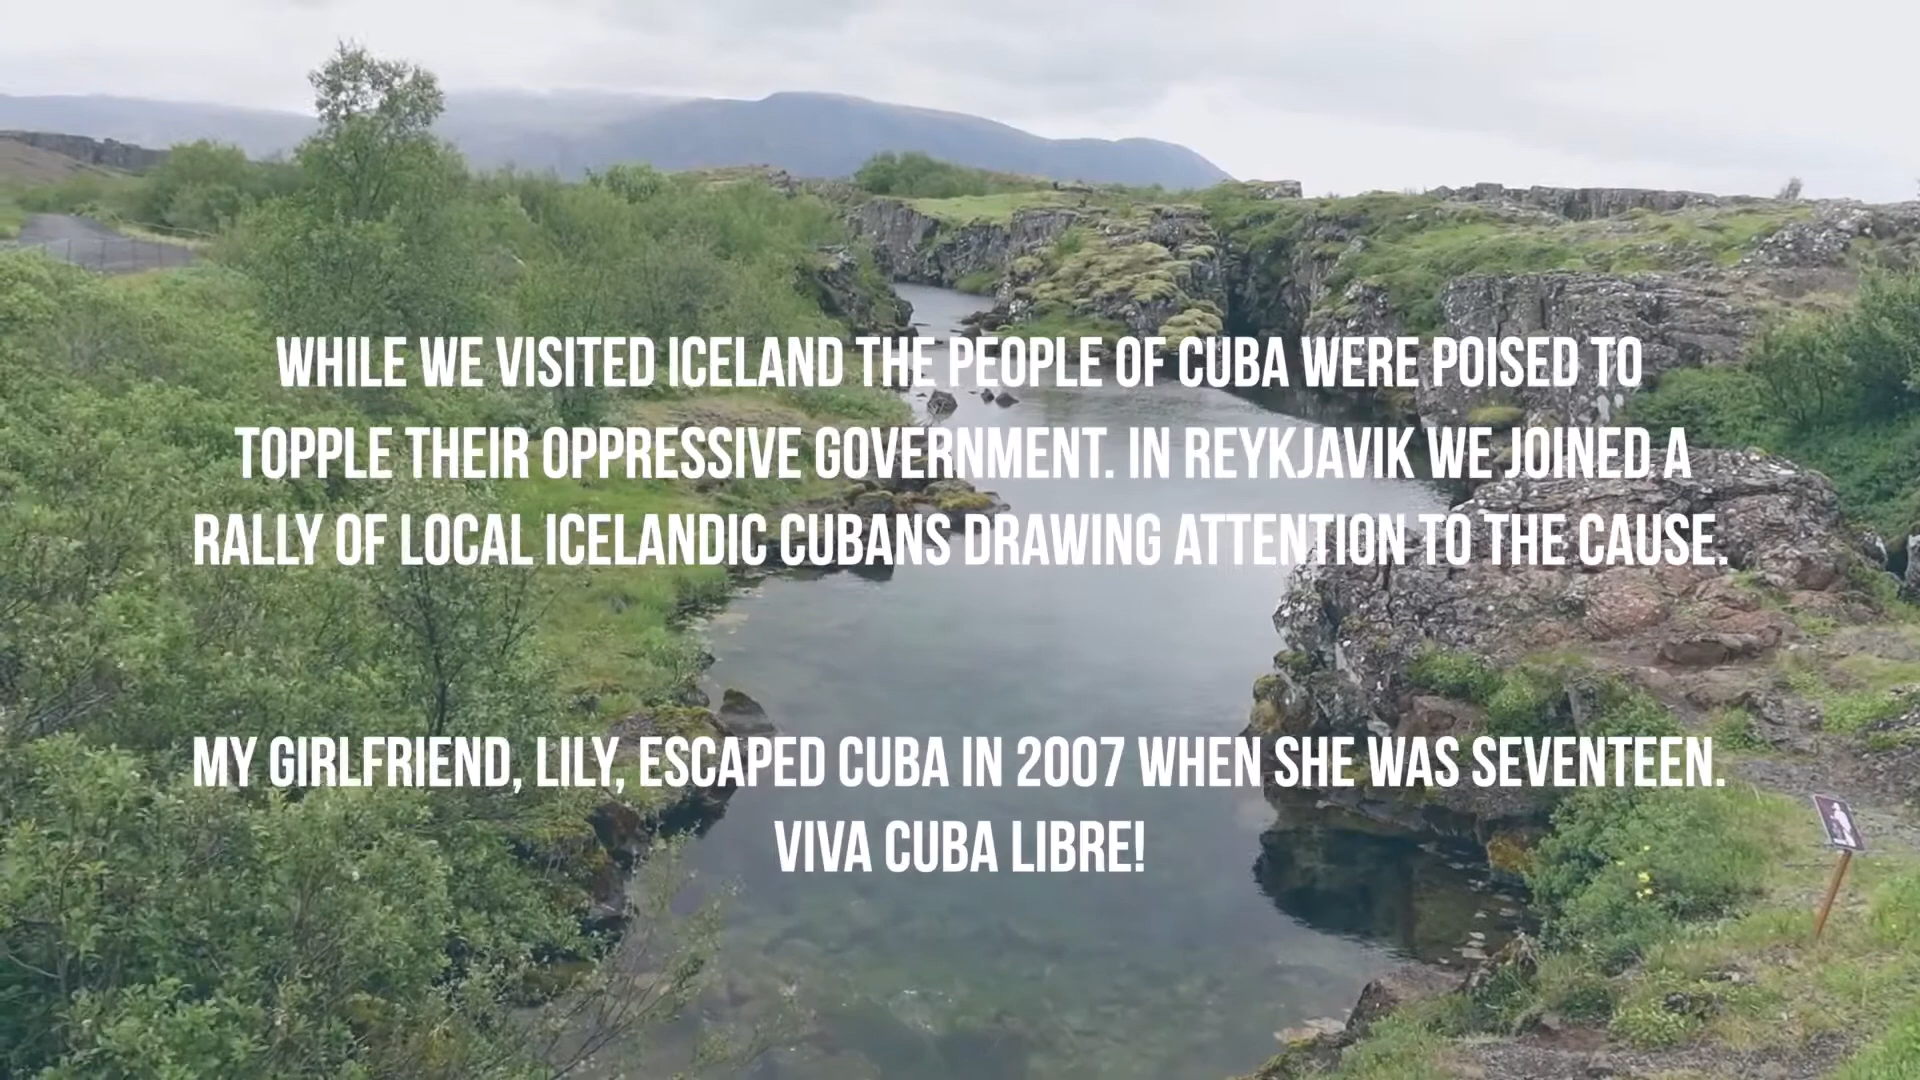 WHILE WE VISITED ICELAND THE PEOPLE OF CUBA WERE POISED TO
TOPPLE THEIR OPPRESSIVE GOVERNMENT. IN REYKJAVIK WE JOINED A
RALLY OF LOCAL ICELANDIC CUBANS DRAWING ATTENTION TO THE CAUSE.
MY GIRLFRIEND, LILY, ESCAPED CUBA IN 2007 WHEN SHE WAS SEVENTEEN.
VIVA CUBA LIBRE!